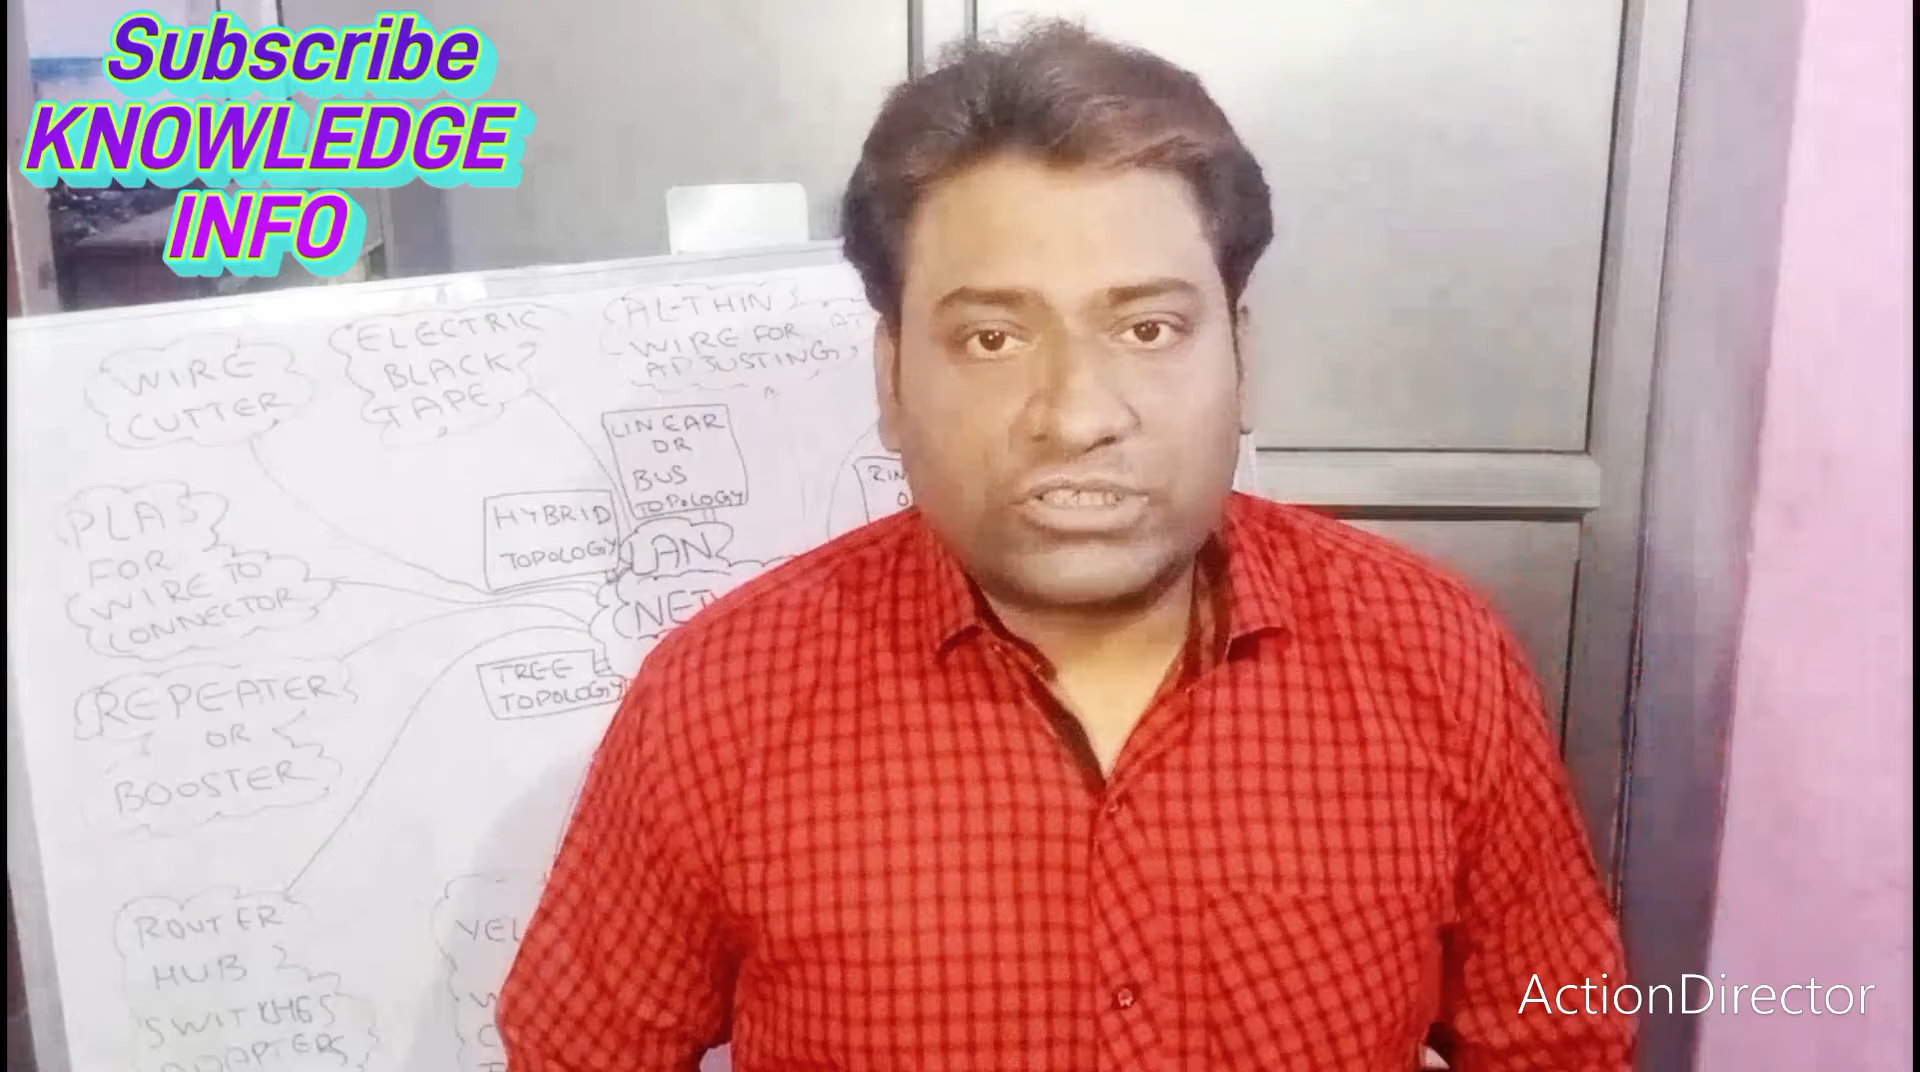 Subscribe
KNOWLEDGE
INFO
WIRE
CUTTER
ELECTRIC
BLACK
TAPE
AL-THIN
WIRE FOR
ADJUSTING
LINEAR
OR
BUS
TOPOLOGY
HYBRID
TOPOLOGY
LAN
PLAS
FOR
WIRE TO
CONNECTOR
REPEATER
OR
BOOSTER
TREE
TOPOLOGY
ROUTER
HUB
ADAPTERS
ActionDirector